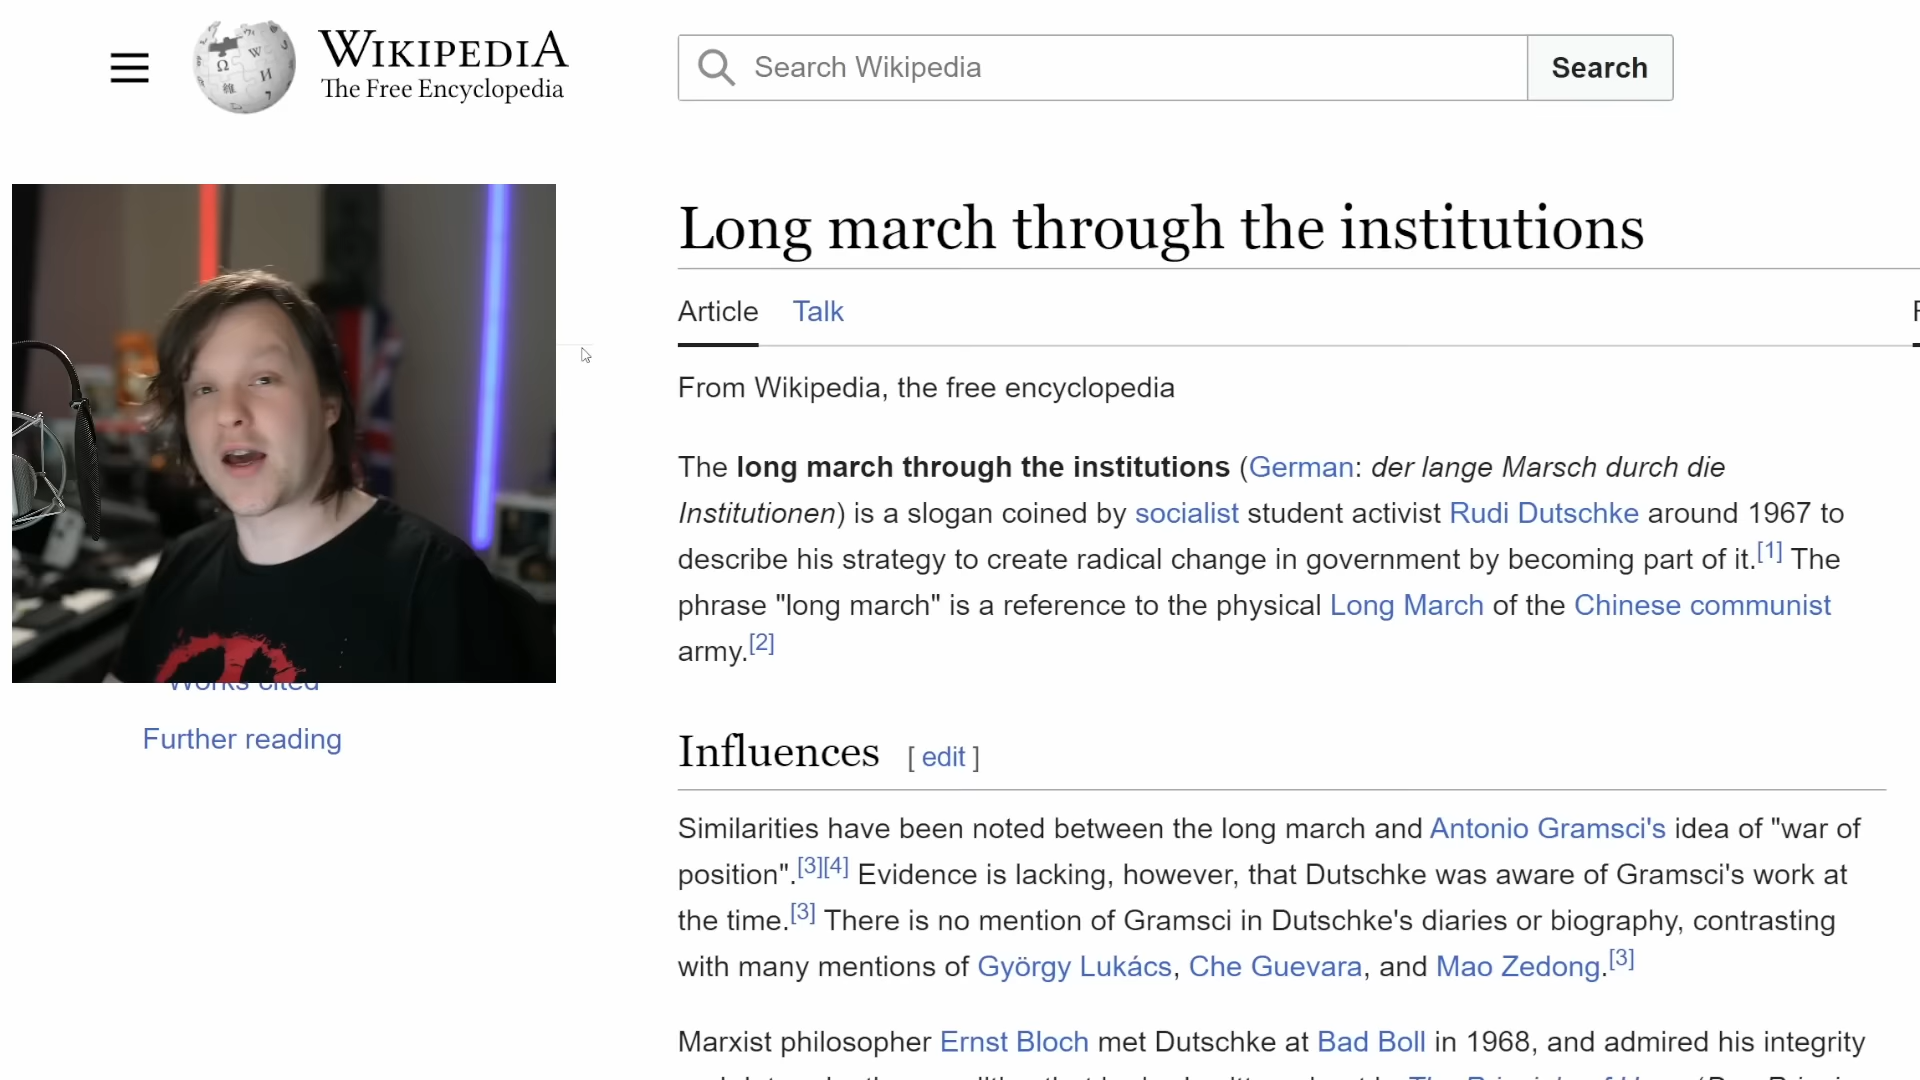 WIKIPEDIA
The Free Encyclopedia
Search Wikipedia
Search
Long march through the institutions
Article
Talk
From Wikipedia, the free encyclopedia
The long march through the institutions (German: der lange Marsch durch die
Institutionen) is a slogan coined by socialist student activist Rudi Dutschke around 1967 to
describe his strategy to create radical change in government by becoming part of it.[1] The
phrase "long march" is a reference to the physical Long March of the Chinese communist
army.[2]
Works cited
Further reading
Influences [ edit ]
Similarities have been noted between the long march and Antonio Gramsci's idea of "war of
position".[3][4] Evidence is lacking, however, that Dutschke was aware of Gramsci's work at
the time.[3] There is no mention of Gramsci in Dutschke's diaries or biography, contrasting
with many mentions of György Lukács, Che Guevara, and Mao Zedong.[3]
Marxist philosopher Ernst Bloch met Dutschke at Bad Boll in 1968, and admired his integrity